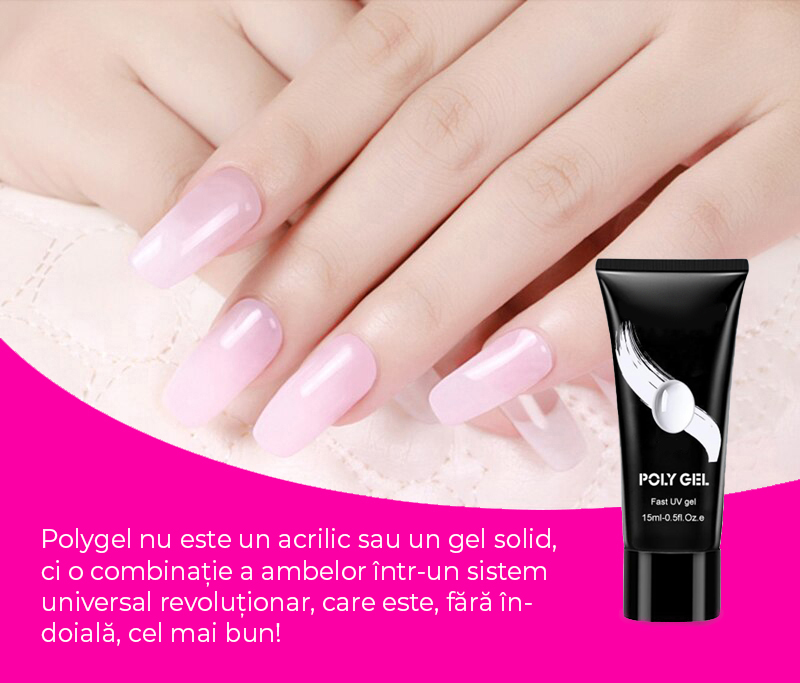 POLY GEL
Fast UV gel
15ml-0.5fl.Oz.e
Polygel nu este un acrilic sau un gel solid,
ci o combinație a ambelor într-un sistem
universal revoluționar, care este, fără în-
doială, cel mai bun!